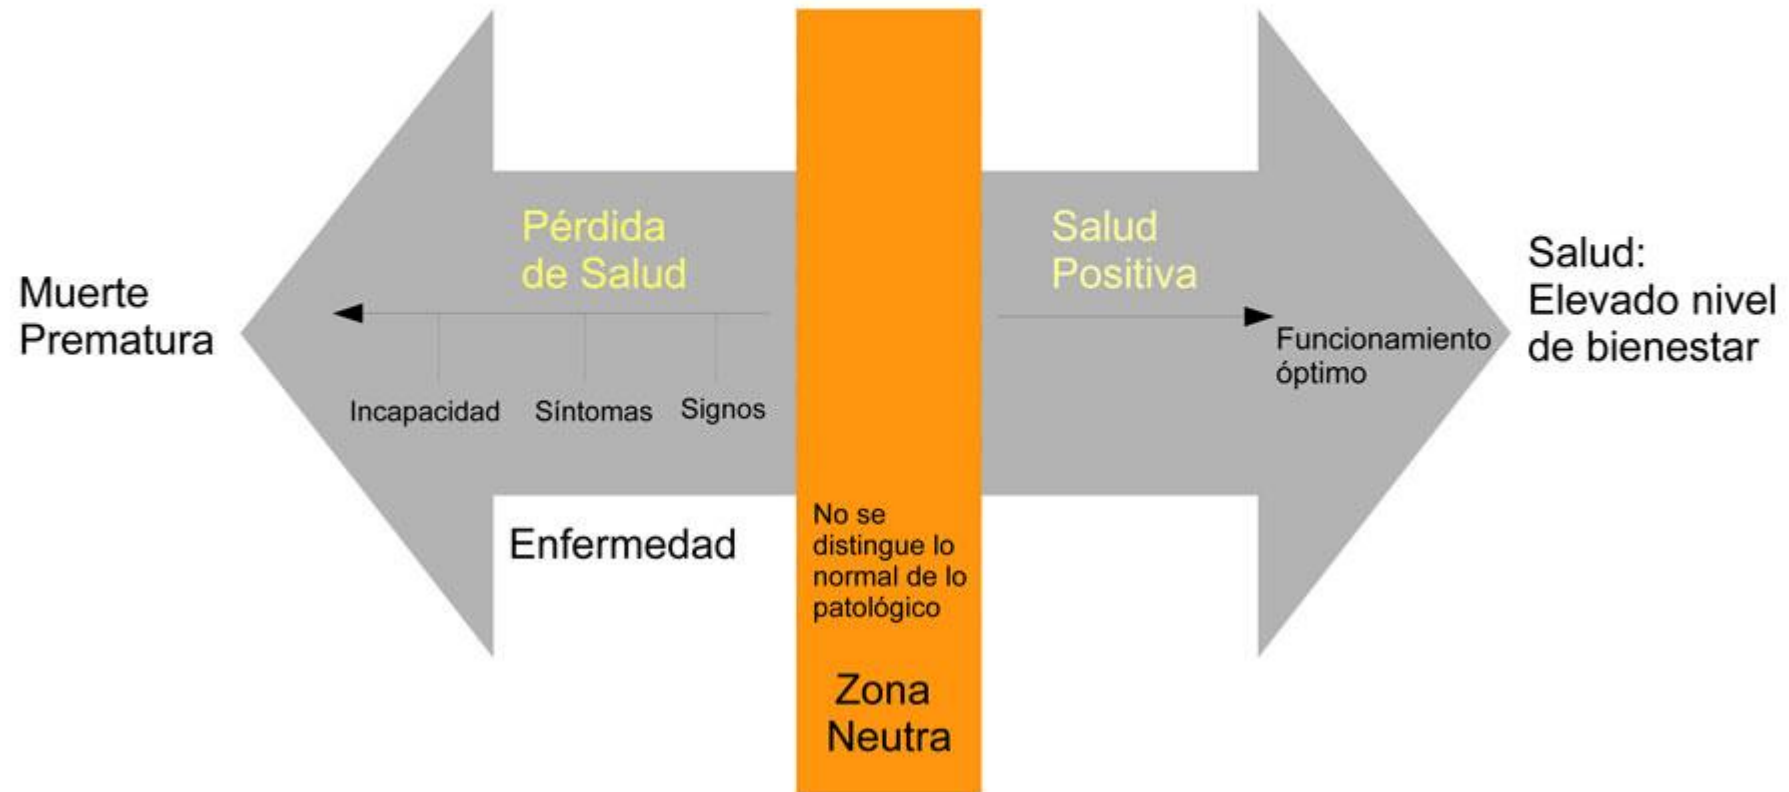 Muerte
Prematura
Pérdida
de Salud
Incapacidad
Síntomas
Signos
Enfermedad
No se
distingue lo
normal de lo
patológico
Zona
Neutra
Salud
Positiva
Funcionamiento
óptimo
Salud:
Elevado nivel
de bienestar